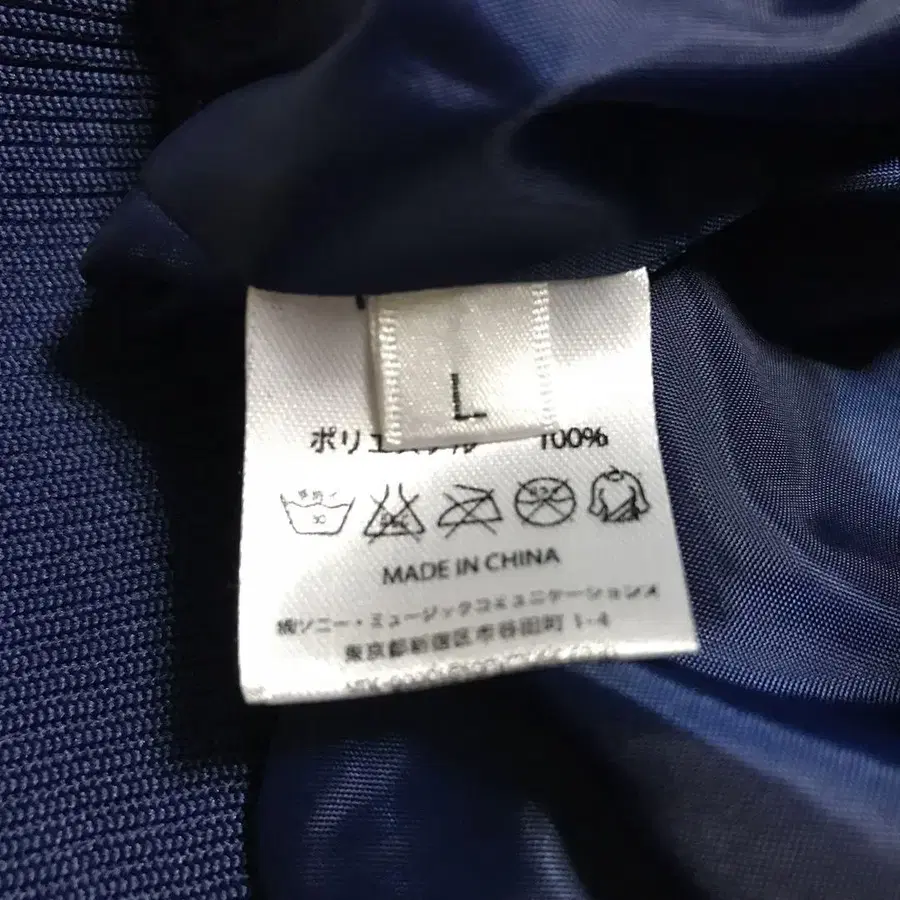 L
ポリエステル 100%
手洗イ
30
MADE IN CHINA
㈱ソニー・ミュージックコミュニケーションズ
東京都新宿区市谷田町 1-4